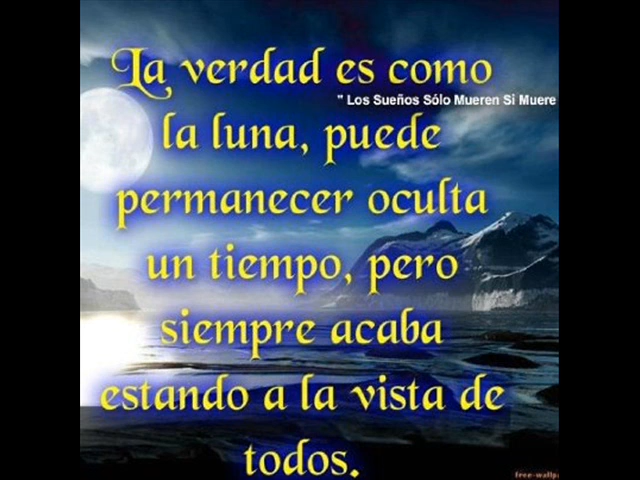 La verdad es como
" Los Sueños Sólo Mueren Si Muere
la luna, puede
permanecer oculta
un tiempo, pero
siempre acaba
estando a la vista de
todos.